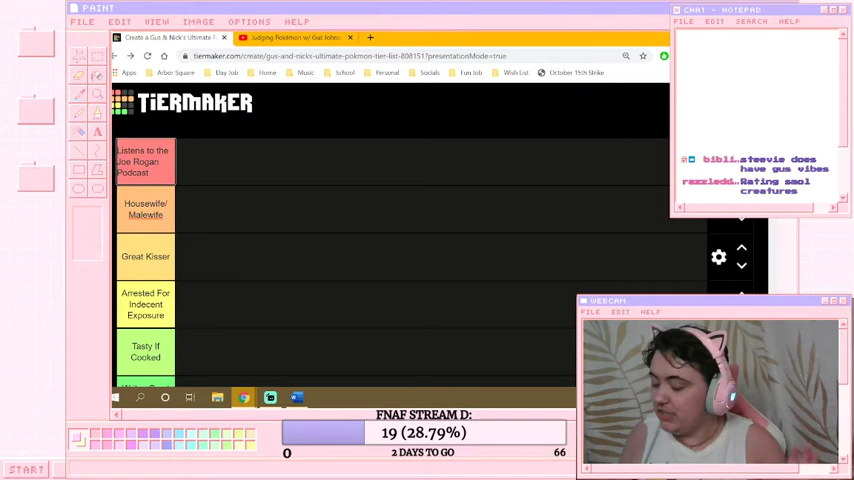 PAINT
FILE EDIT VIEW IMAGE OPTIONS HELP
Create a Gus & Nick's Ultimate P
Judging Pokémon w/ Gus Johns
tiermaker.com/create/gus-and-nicks-ultimate-pokmon-tier-list-808151?presentationMode=true
Apps Arbor Square Day Job Home Music School Personal Socials Fun Job Wish List October 15th Strike
TIERMAKER
Listens to the
Joe Rogan
Podcast
Housewife/
Malewife
Great Kisser
Arrested For
Indecent
Exposure
Tasty If
Cooked
CHAT - NOTEPAD
FILE EDIT SEARCH HELP
bibli.. steevie does
have gus vibes
razzledd.. Rating smol
creatures
WEBCAM
FILE EDIT HELP
FNAF STREAM D:
19 (28.79%)
0
2 DAYS TO GO
66
START